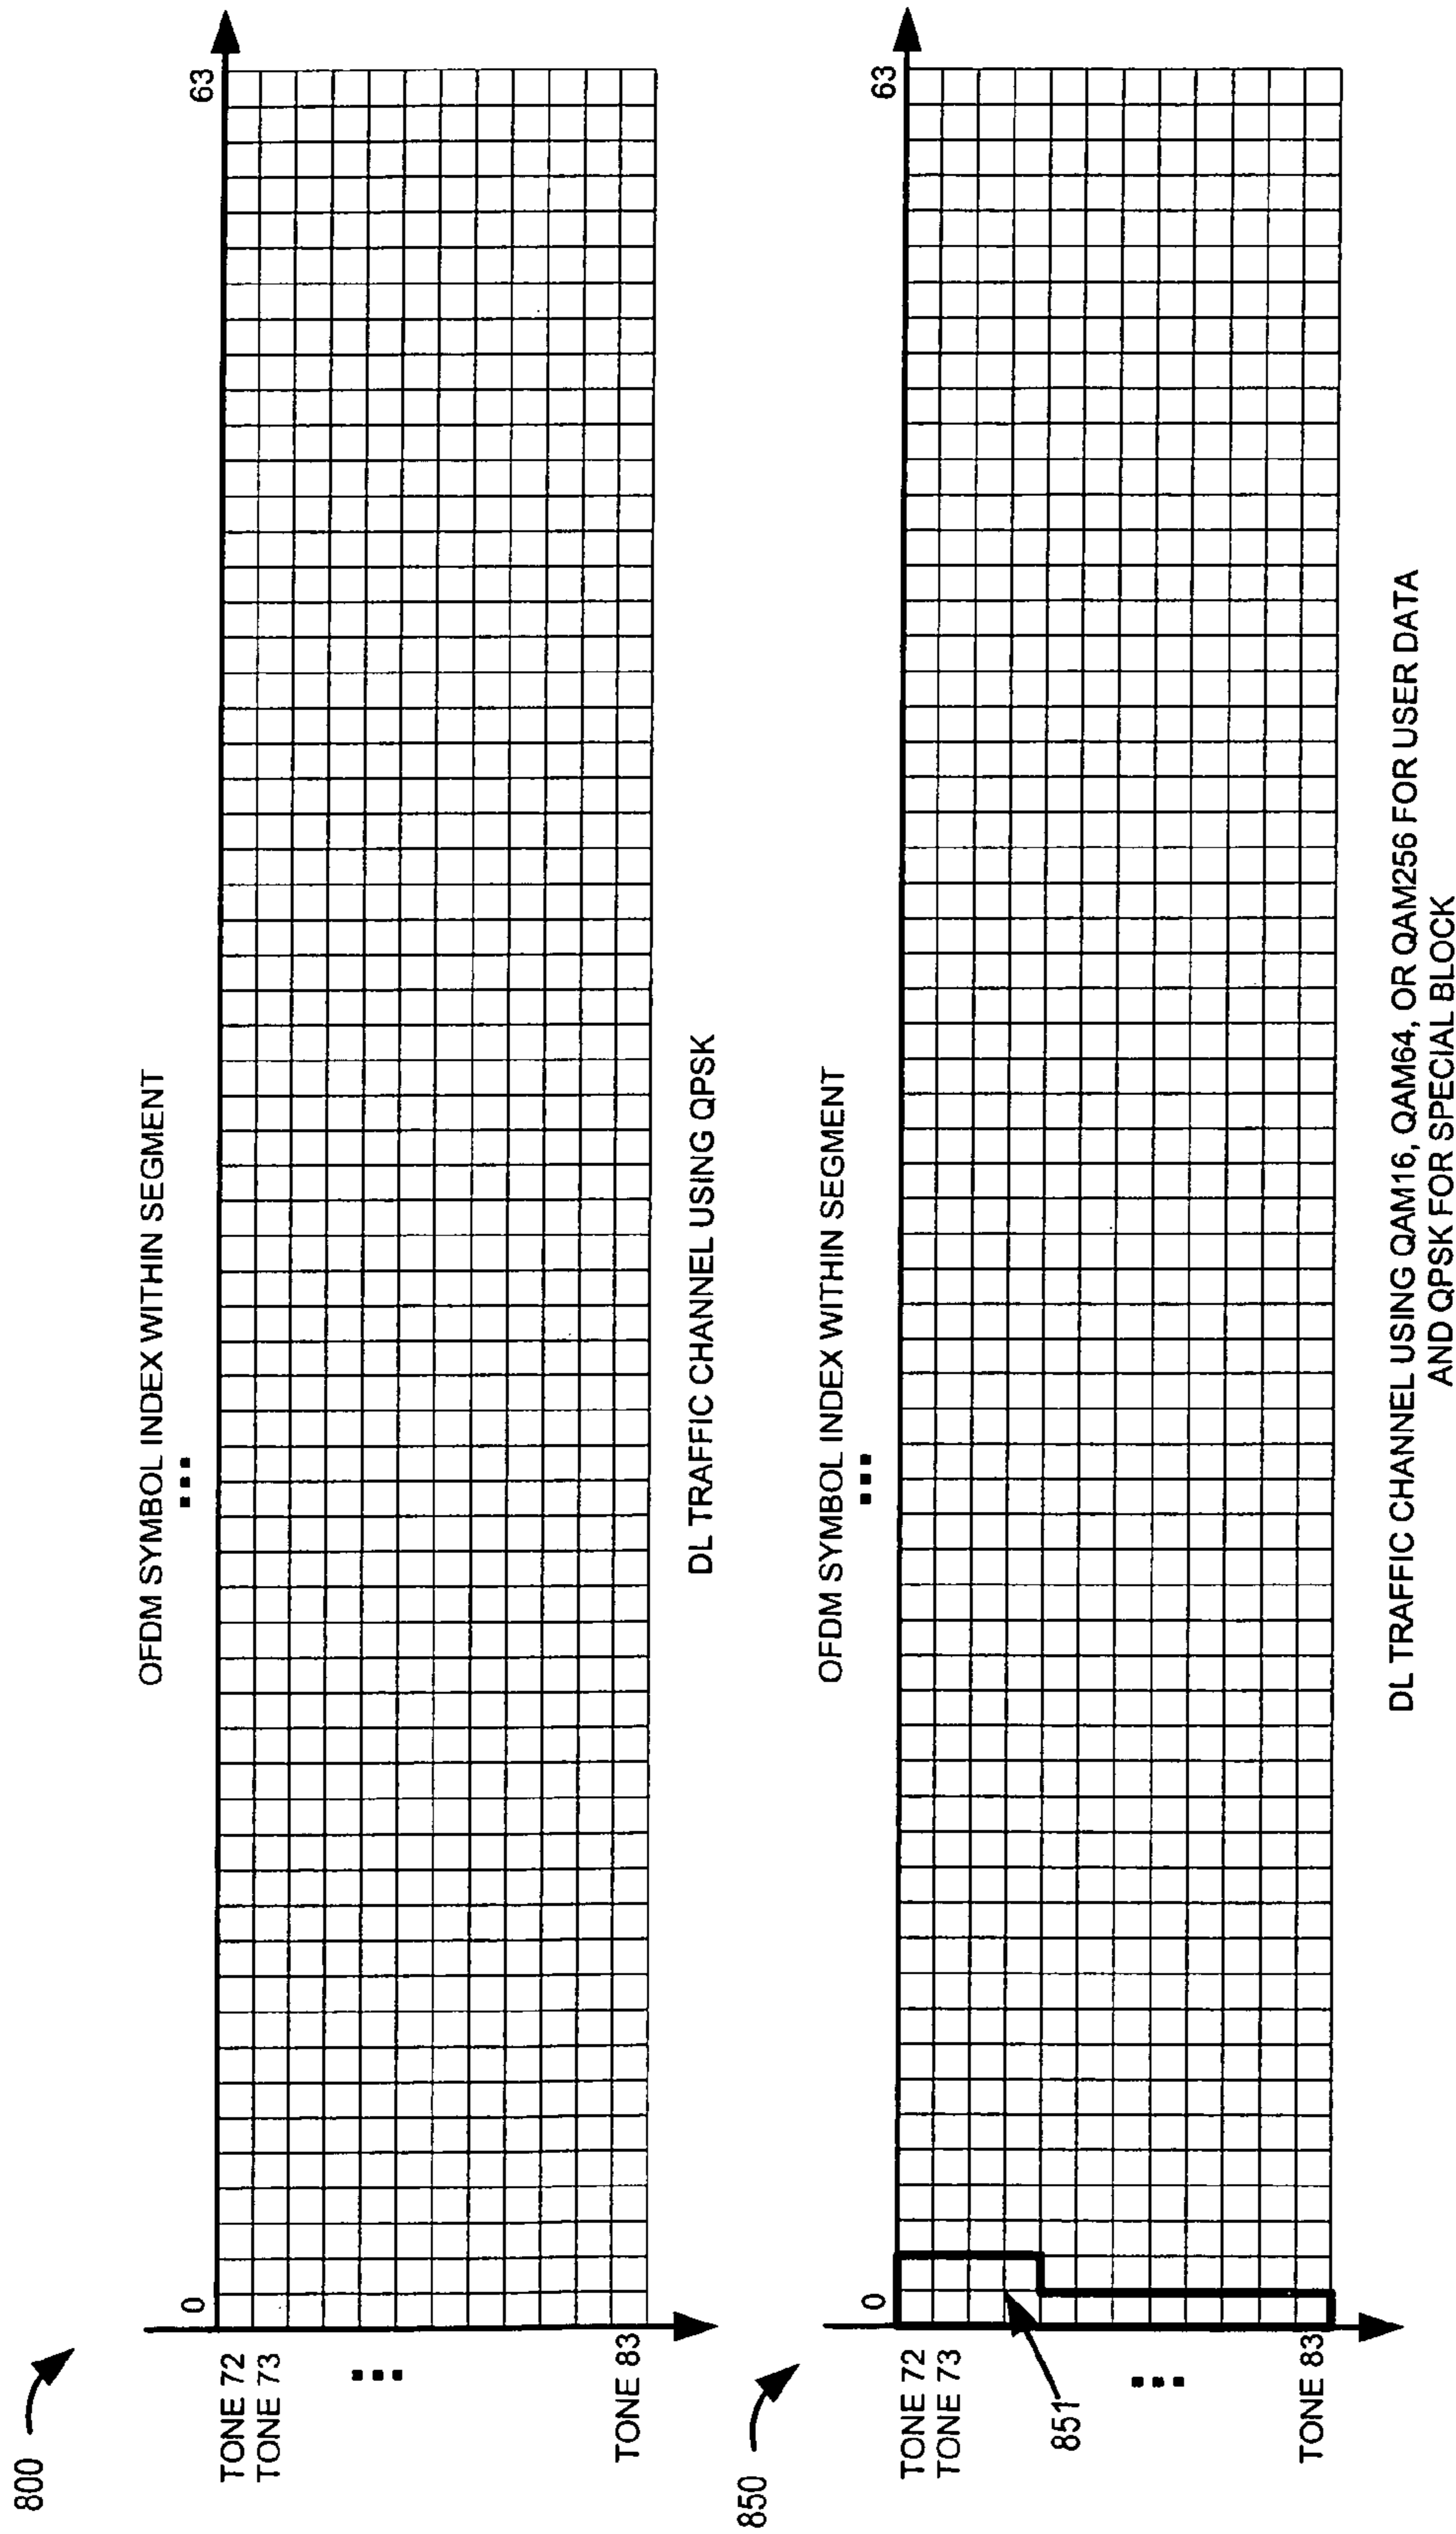 800
OFDM SYMBOL INDEX WITHIN SEGMENT
0
...
63
TONE 72
TONE 73
...
TONE 83
DL TRAFFIC CHANNEL USING QPSK
850
OFDM SYMBOL INDEX WITHIN SEGMENT
0
...
63
TONE 72
TONE 73
851
...
TONE 83
DL TRAFFIC CHANNEL USING QAM16, QAM64, OR QAM256 FOR USER DATA
AND QPSK FOR SPECIAL BLOCK